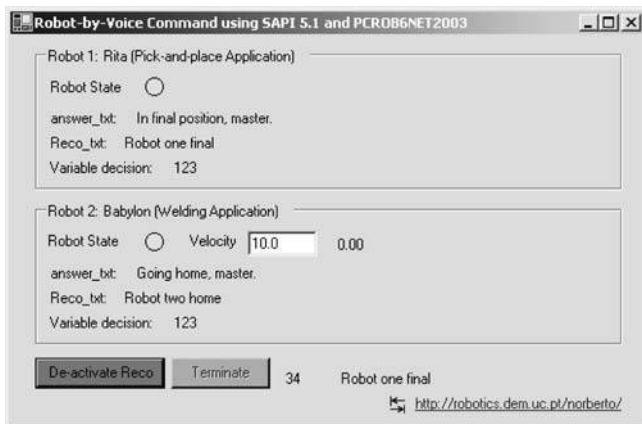 Robot-by-Voice Command using SAPI 5.1 and PCROB6NET2003
Robot 1: Rita (Pick-and-place Application)
Robot State
answer_txt: In final position, master.
Reco_txt: Robot one final
Variable decision: 123
Robot 2: Babylon (Welding Application)
Robot State Velocity 10.0 0.00
answer_txt: Going home, master.
Reco_txt: Robot two home
Variable decision: 123
De-activate Reco Terminate 34 Robot one final
http://robotics.dem.uc.pt/norberto/